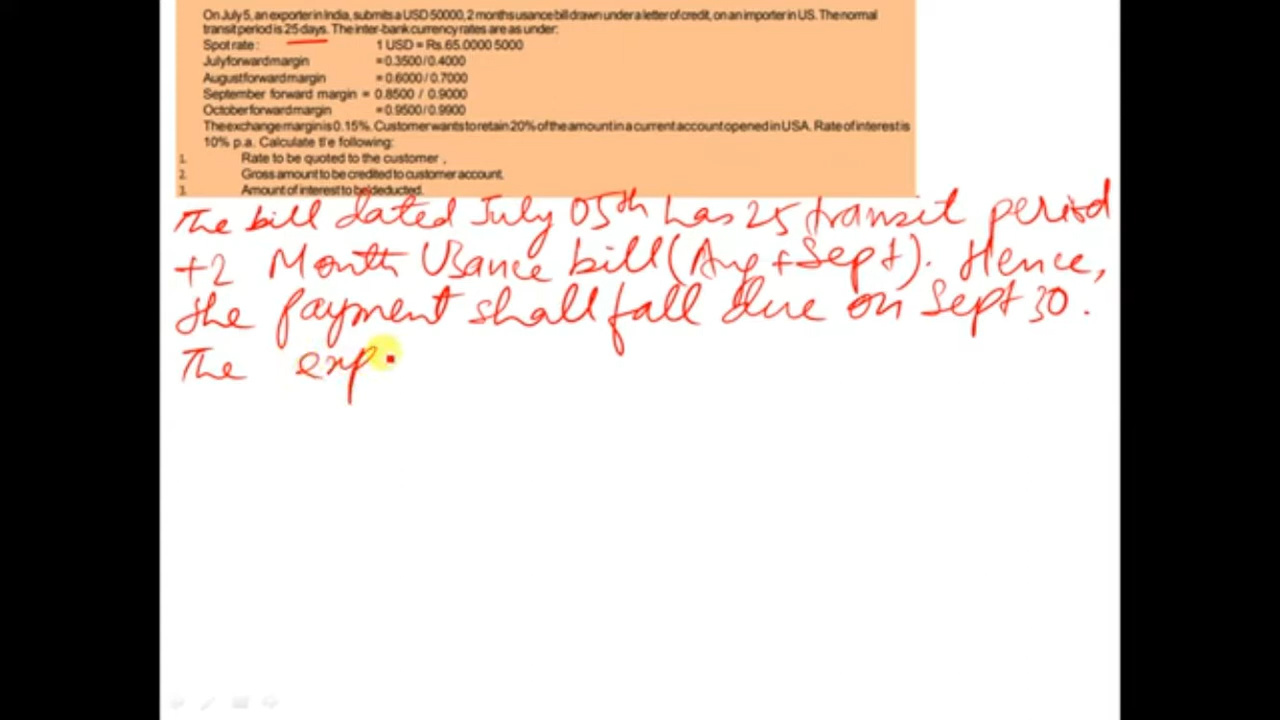 On July 5, an exporter in India, submits a USD 50000, 2 months usance bill drawn under a letter of credit, on an importer in US. The normal
transit period is 25 days. The inter-bank currency rates are as under:
Spot rate : 1 USD = Rs.65.0000 5000
July forward margin = 0.3500 / 0.4000
August forward margin = 0.6000 / 0.7000
September forward margin = 0.8500 / 0.9000
October forward margin = 0.9500 / 0.9900
The exchange margin is 0.15%. Customer wants to retain 20% of the amount in a current account opened in USA. Rate of interest is
10% p.a. Calculate the following:
1. Rate to be quoted to the customer ,
2. Gross amount to be credited to customer account.
3. Amount of interest to be deducted.
The bill dated July 05th has 25 transit period
+2 Month Usance bill (Aug + Sept). Hence,
the payment shall fall due on Sept 30.
The exp